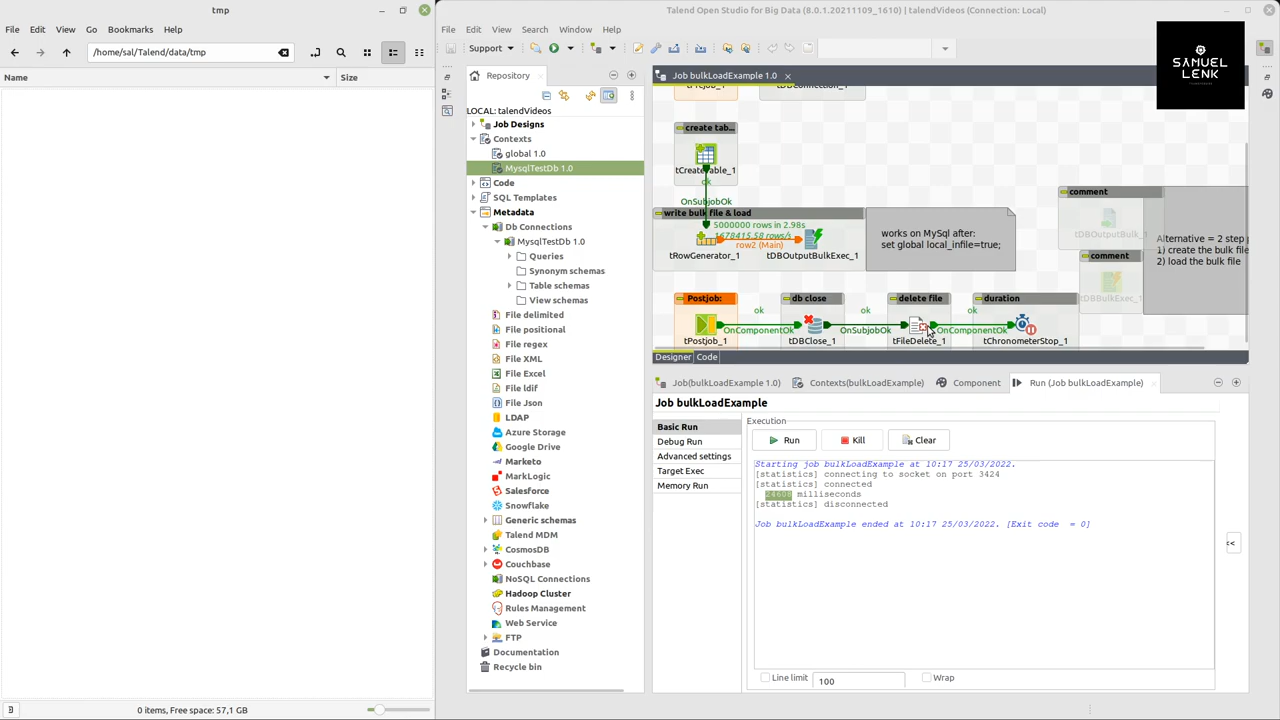 tmp
File Edit View Go Bookmarks Help
/home/sal/Talend/data/tmp
Name Size
0 items, Free space: 57,1 GB
Talend Open Studio for Big Data (8.0.1.20211109_1610) | talendVideos (Connection: Local)
File Edit View Search Window Help
Support
SAMUEL
LENK
Repository
LOCAL: talendVideos
Job Designs
Contexts
global 1.0
MysqlTestDb 1.0
Code
SQL Templates
Metadata
Db Connections
MysqlTestDb 1.0
Queries
Synonym schemas
Table schemas
View schemas
File delimited
File positional
File regex
File XML
File Excel
File ldif
File Json
LDAP
Azure Storage
Google Drive
Marketo
MarkLogic
Salesforce
Snowflake
Generic schemas
Talend MDM
CosmosDB
Couchbase
NoSQL Connections
Hadoop Cluster
Rules Management
Web Service
FTP
Documentation
Recycle bin
Job bulkLoadExample 1.0
tPrejob_1 tDBConnection_1
create tab...
tCreateTable_1
ok
OnSubjobOk
write bulk file & load
5000000 rows in 2.98s
1678415.58 rows/s
row2 (Main)
tRowGenerator_1 tDBOutputBulkExec_1
works on MySql after:
set global local_infile=true;
comment
tDBOutputBulk_
comment
tDBBulkExec_1
Alternative = 2 step p
1) create the bulk file
2) load the bulk file
Postjob: db close delete file duration
ok ok ok
OnComponentOk OnSubjobOk OnComponentOk
tPostjob_1 tDBClose_1 tFileDelete_1 tChronometerStop_1
Designer Code
Job(bulkLoadExample 1.0) Contexts(bulkLoadExample) Component Run (Job bulkLoadExample)
Job bulkLoadExample
Basic Run
Debug Run
Advanced settings
Target Exec
Memory Run
Execution
Run Kill Clear
Starting job bulkLoadExample at 10:17 25/03/2022.
[statistics] connecting to socket on port 3424
[statistics] connected
24608 milliseconds
[statistics] disconnected
Job bulkLoadExample ended at 10:17 25/03/2022. [Exit code = 0]
<<
Line limit 100 Wrap